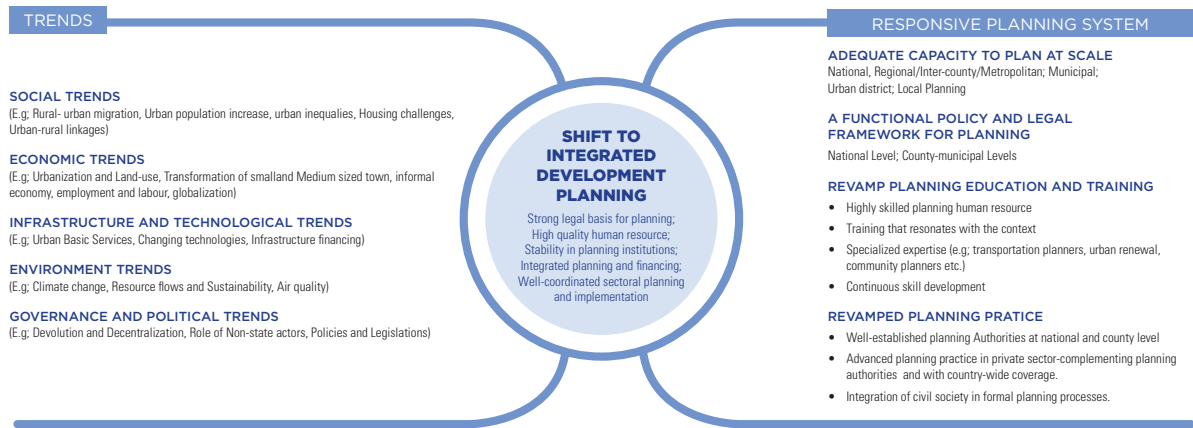 TRENDS
SOCIAL TRENDS
(E.g; Rural- urban migration, Urban population increase, urban inequalies, Housing challenges,
Urban-rural linkages)
ECONOMIC TRENDS
(E.g; Urbanization and Land-use, Transformation of smalland Medium sized town, informal
economy, employment and labour, globalization)
INFRASTRUCTURE AND TECHNOLOGICAL TRENDS
(E.g; Urban Basic Services, Changing technologies, Infrastructure financing)
ENVIRONMENT TRENDS
(E.g; Climate change, Resource flows and Sustainability, Air quality)
GOVERNANCE AND POLITICAL TRENDS
(E.g; Devolution and Decentralization, Role of Non-state actors, Policies and Legislations)
SHIFT TO
INTEGRATED
DEVELOPMENT
PLANNING
Strong legal basis for planning;
High quality human resource;
Stability in planning institutions;
Integrated planning and financing;
Well-coordinated sectoral planning
and implementation
RESPONSIVE PLANNING SYSTEM
ADEQUATE CAPACITY TO PLAN AT SCALE
National, Regional/Inter-county/Metropolitan; Municipal;
Urban district; Local Planning
A FUNCTIONAL POLICY AND LEGAL
FRAMEWORK FOR PLANNING
National Level; County-municipal Levels
REVAMP PLANNING EDUCATION AND TRAINING
• Highly skilled planning human resource
• Training that resonates with the context
• Specialized expertise (e.g; transportation planners, urban renewal,
community planners etc.)
• Continuous skill development
REVAMPED PLANNING PRATICE
• Well-established planning Authorities at national and county level
• Advanced planning practice in private sector-complementing planning
authorities and with country-wide coverage.
• Integration of civil society in formal planning processes.